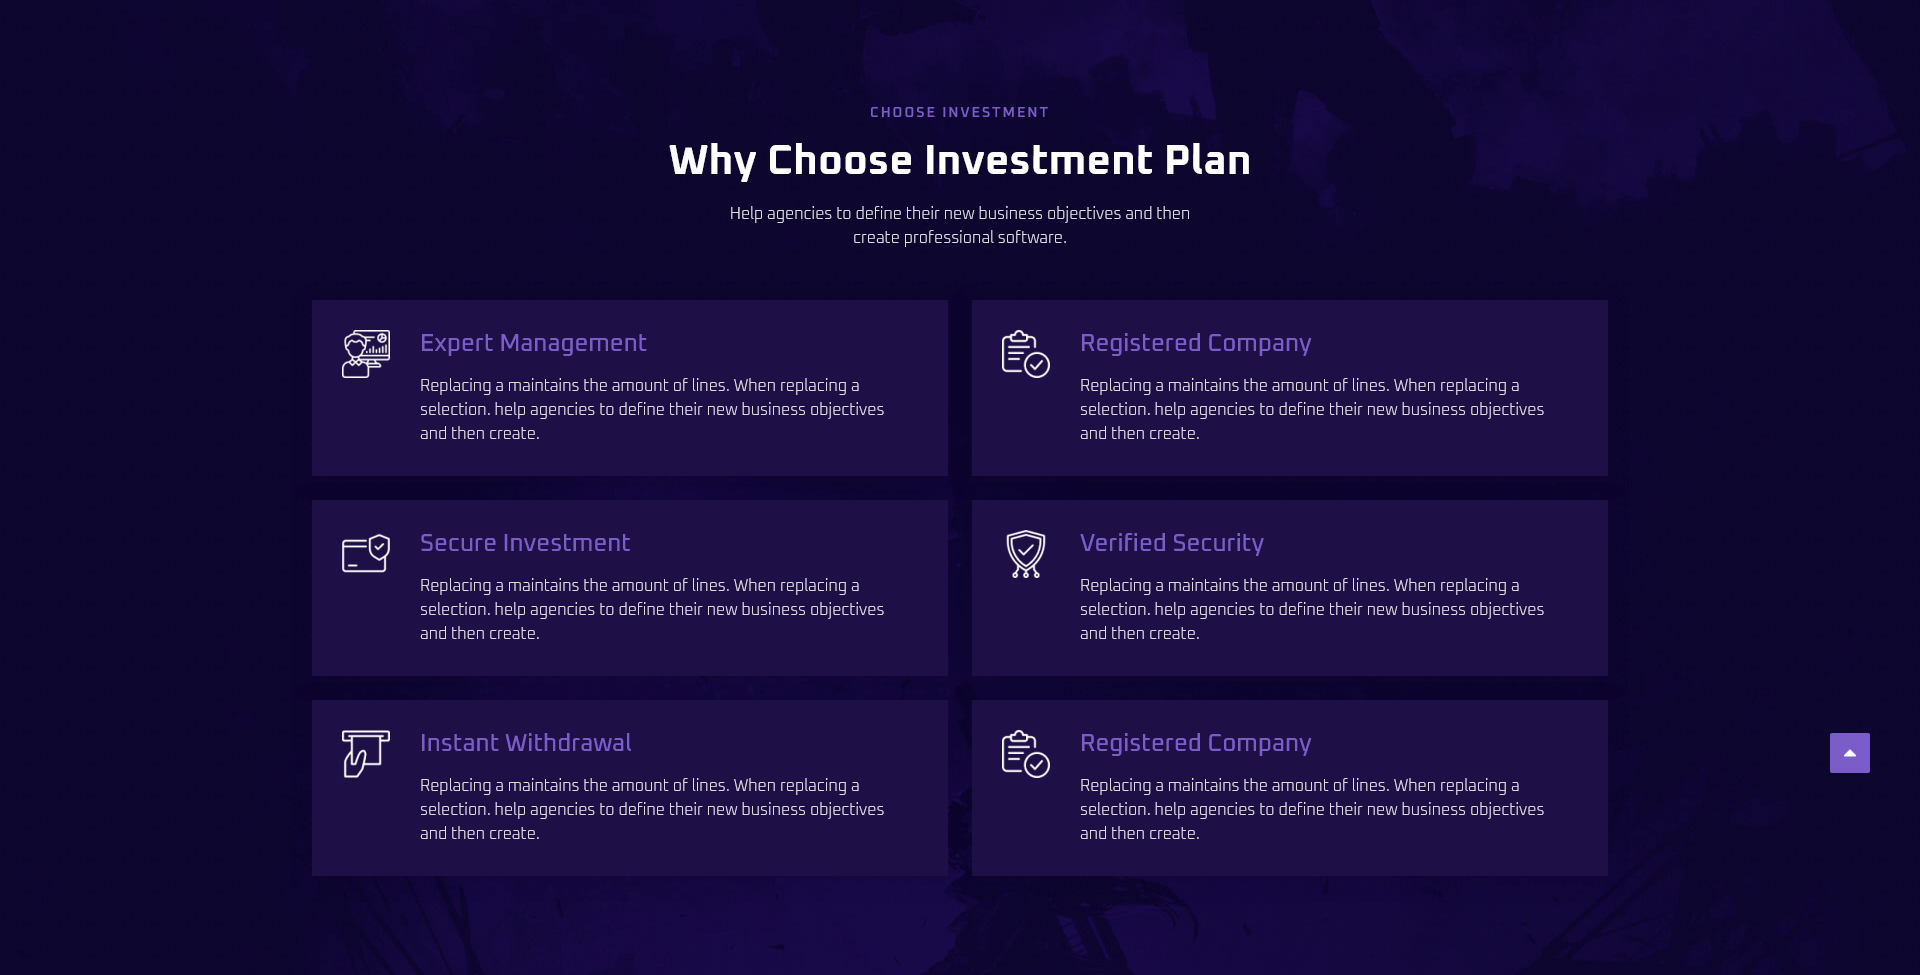 CHOOSE INVESTMENT
Why Choose Investment Plan
Help agencies to define their new business objectives and then
create professional software.
Expert Management
Replacing a maintains the amount of lines. When replacing a
selection. help agencies to define their new business objectives
and then create.
Registered Company
Replacing a maintains the amount of lines. When replacing a
selection. help agencies to define their new business objectives
and then create.
Secure Investment
Replacing a maintains the amount of lines. When replacing a
selection. help agencies to define their new business objectives
and then create.
Verified Security
Replacing a maintains the amount of lines. When replacing a
selection. help agencies to define their new business objectives
and then create.
Instant Withdrawal
Replacing a maintains the amount of lines. When replacing a
selection. help agencies to define their new business objectives
and then create.
Registered Company
Replacing a maintains the amount of lines. When replacing a
selection. help agencies to define their new business objectives
and then create.